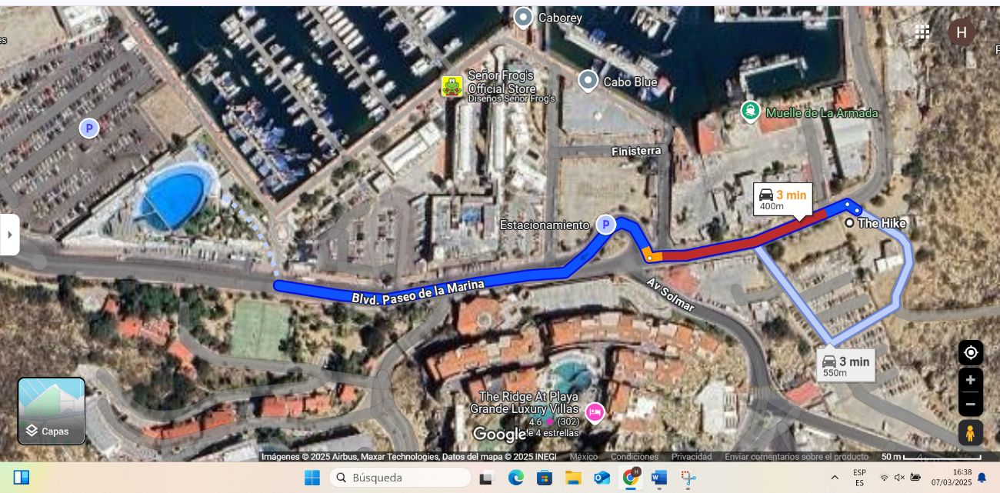 Caborey
es
H
Señor Frog's
Official Store
Diseños Señor Frog's
Cabo Blue
Muelle de La Armada
P
Finisterra
3 min
400m
Estacionamiento P
The Hike
Blvd. Paseo de la Marina
Av Solmar
3 min
550m
The Ridge At Playa
Grande Luxury Villas
4.6 ★ (302)
Google
le 4 estrellas
Capas
Imágenes © 2025 Airbus, Maxar Technologies, Datos del mapa © 2025 INEGI México Condiciones Privacidad Enviar comentarios sobre el producto 50 m
Búsqueda
H
ESP
ES
16:38
07/03/2025